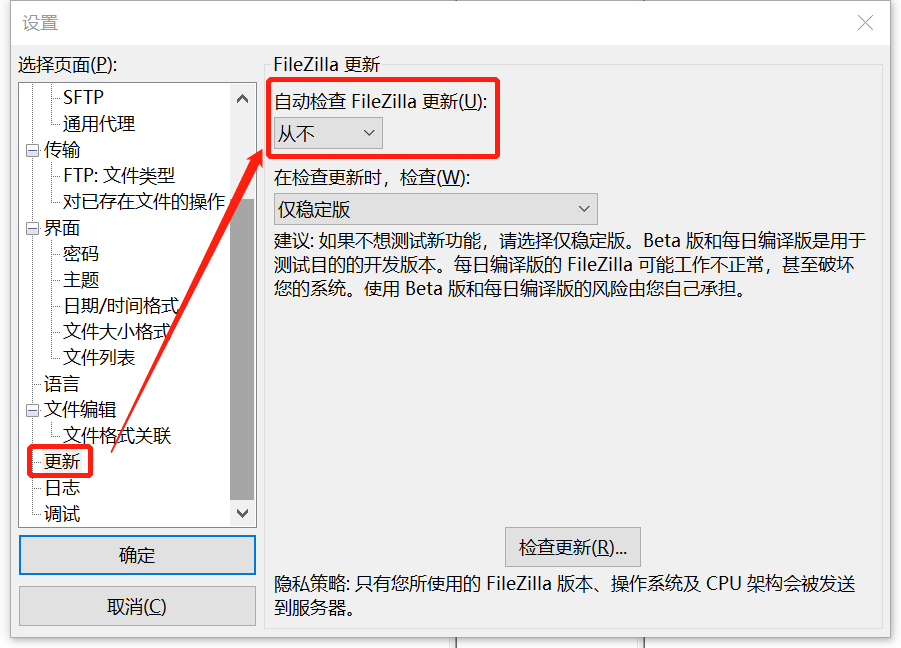 设置
选择页面(P):
SFTP
通用代理
传输
FTP: 文件类型
对已存在文件的操作
界面
密码
主题
日期/时间格式
文件大小格式
文件列表
语言
文件编辑
文件格式关联
更新
日志
调试
确定
取消(C)
FileZilla 更新
自动检查 FileZilla 更新(U):
从不
在检查更新时，检查(W):
仅稳定版
建议: 如果不想测试新功能，请选择仅稳定版。Beta 版和每日编译版是用于
测试目的的开发版本。每日编译版的 FileZilla 可能工作不正常，甚至破坏
您的系统。使用 Beta 版和每日编译版的风险由您自己承担。
检查更新(R)...
隐私策略: 只有您所使用的 FileZilla 版本、操作系统及 CPU 架构会被发送
到服务器。